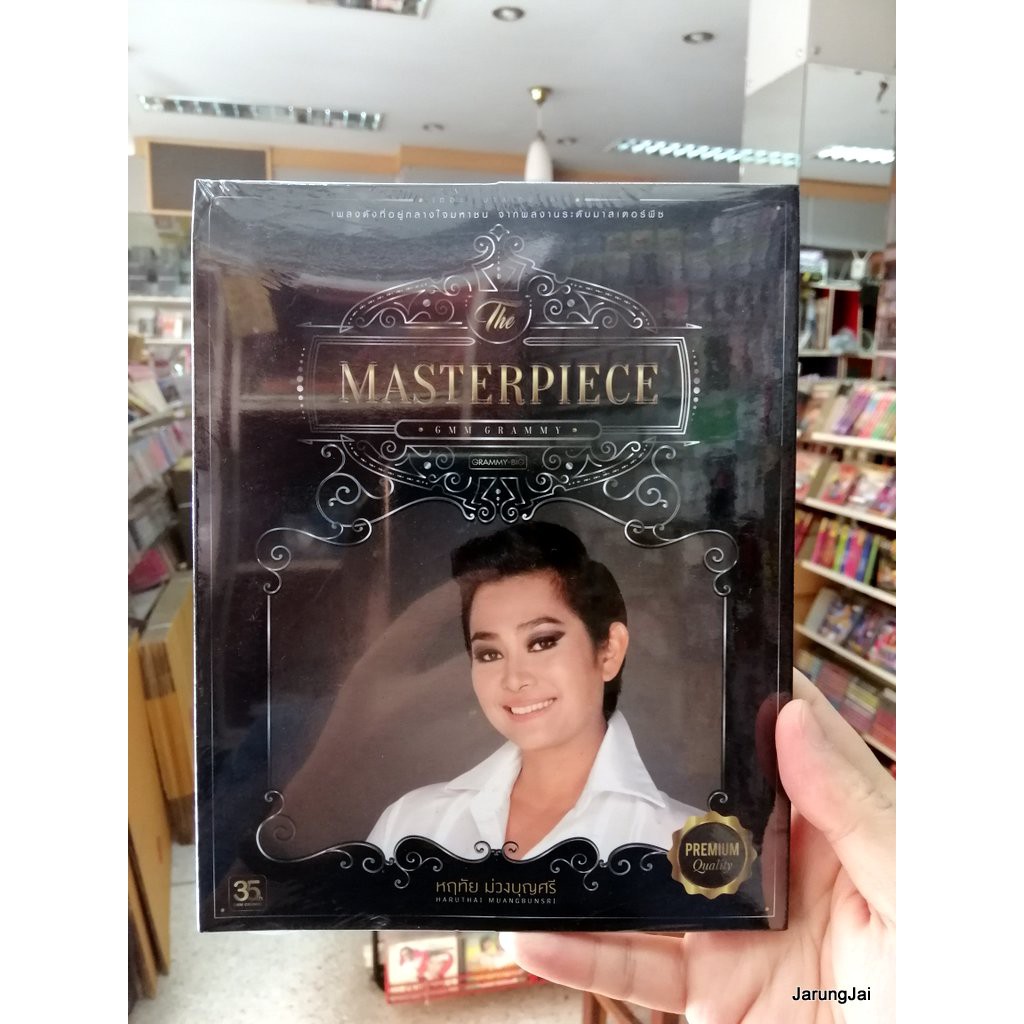 เพลงดังที่อยู่กลางใจมหาชน จากผลงานระดับมาสเตอร์พีซ
The
MASTERPIECE
GMM GRAMMY
GRAMMY BIG
PREMIUM
Quality
35
หฤทัย ม่วงบุญศรี
HARUTHAI MUANGBUNSRI
JarungJai